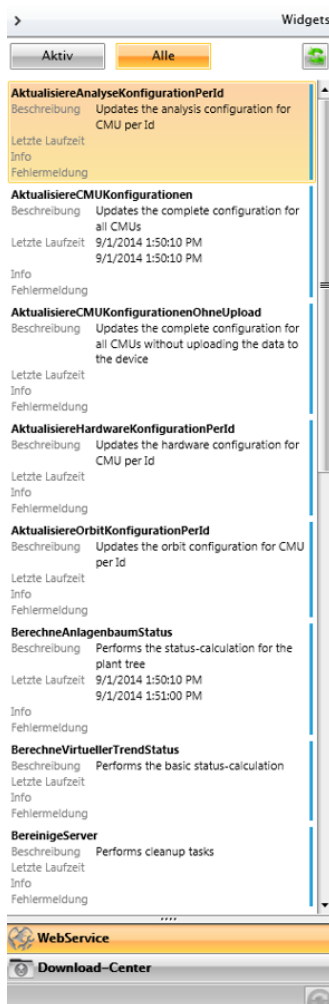 Widgets
Aktiv
Alle
AktualisiereAnalyseKonfigurationPerId
Beschreibung Updates the analysis configuration for
CMU per Id
Letzte Laufzeit
Info
Fehlermeldung
AktualisiereCMUKonfigurationen
Beschreibung Updates the complete configuration for
all CMUs
Letzte Laufzeit 9/1/2014 1:50:10 PM
9/1/2014 1:50:10 PM
Info
Fehlermeldung
AktualisiereCMUKonfigurationenOhneUpload
Beschreibung Updates the complete configuration for
all CMUs without uploading the data to
the device
Letzte Laufzeit
Info
Fehlermeldung
AktualisiereHardwareKonfigurationPerId
Beschreibung Updates the hardware configuration for
CMU per Id
Letzte Laufzeit
Info
Fehlermeldung
AktualisiereOrbitKonfigurationPerId
Beschreibung Updates the orbit configuration for CMU
per Id
Letzte Laufzeit
Info
Fehlermeldung
BerechneAnlagenbaumStatus
Beschreibung Performs the status-calculation for the
plant tree
Letzte Laufzeit 9/1/2014 1:50:10 PM
9/1/2014 1:51:00 PM
Info
Fehlermeldung
BerechneVirtuellerTrendStatus
Beschreibung Performs the basic status-calculation
Letzte Laufzeit
Info
Fehlermeldung
BereinigeServer
Beschreibung Performs cleanup tasks
Letzte Laufzeit
Info
Fehlermeldung
WebService
Download-Center